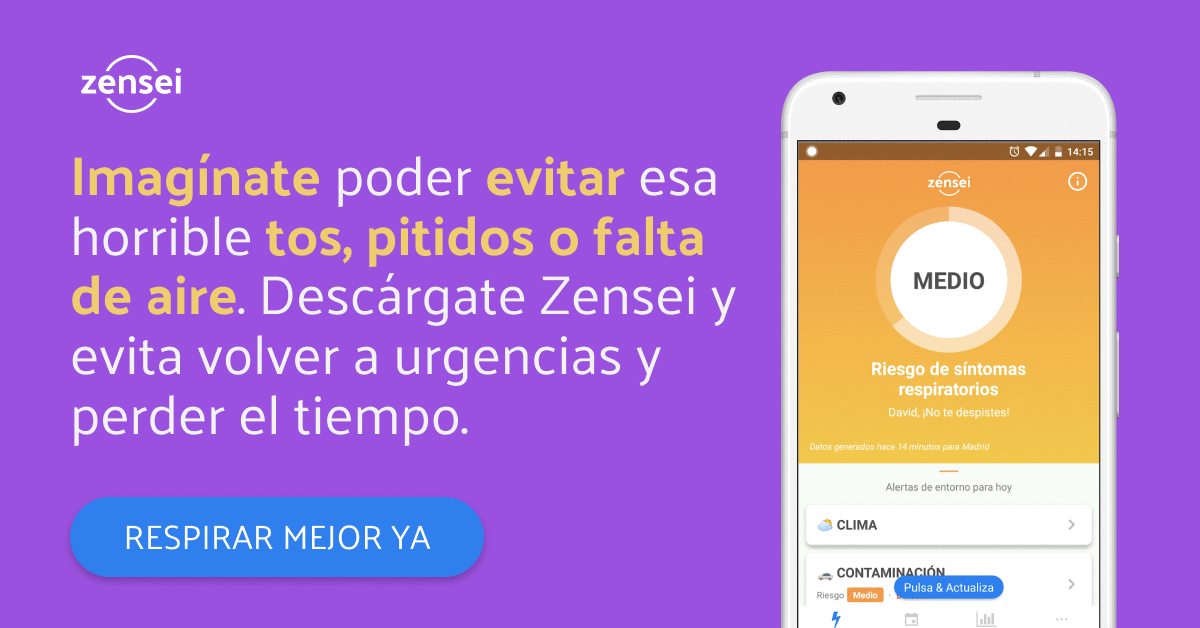 zensei
Imagínate poder evitar esa
horrible tos, pitidos o falta
de aire. Descárgate Zensei y
evita volver a urgencias y
perder el tiempo.
RESPIRAR MEJOR YA
14:15
zensei
MEDIO
Riesgo de síntomas
respiratorios
David, ¡No te despistes!
Datos generados hace 14 minutos para Madrid
Alertas de entorno para hoy
CLIMA
CONTAMINACIÓN
Pulsa & Actualiza
Riesgo Medio